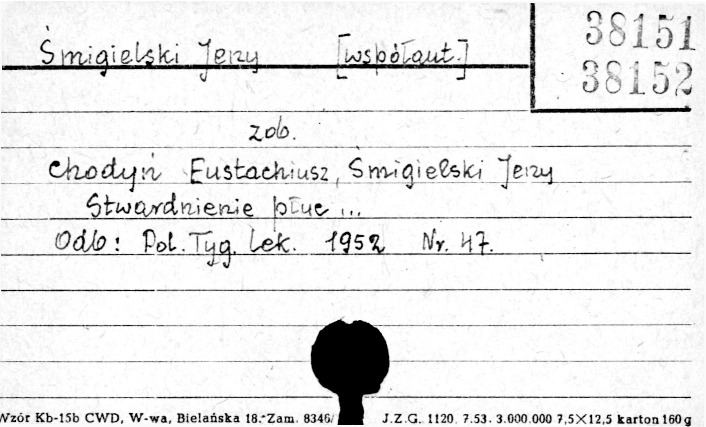 Śmigielski Jerzy [współaut.]
38151
38152
zob.
Chodyń Eustachiusz, Śmigielski Jerzy
Stwardnienie płuc ...
Odb: Pol. Tyg. Lek. 1952 Nr. 47.
Wzór Kb-15b CWD, W-wa, Bielańska 18. Zam. 8346/ J.Z.G. 1120. 7.53. 3.000.000 7,5×12,5 karton 160 g